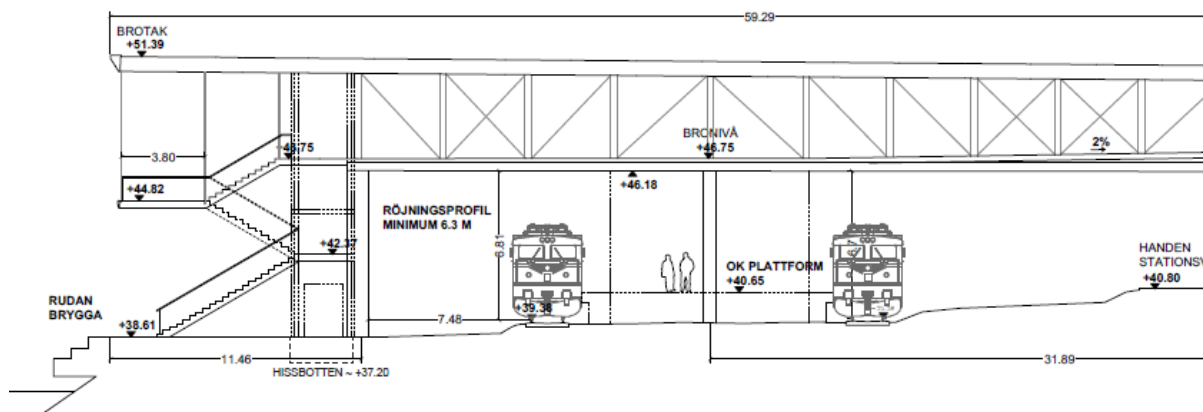 59.29
BROTAK
+51.39
BRONIVÅ
+46.75
2%
+46.75
3.80
+46.18
+44.82
RÖJNINGSPROFIL
MINIMUM 6.3 M
6.81
+42.37
OK PLATTFORM
+40.65
HANDEN
STATIONSV
+40.80
RUDAN
BRYGGA
+38.61
7.48
+39.38
11.46
31.89
HISSBOTTEN ~ +37.20